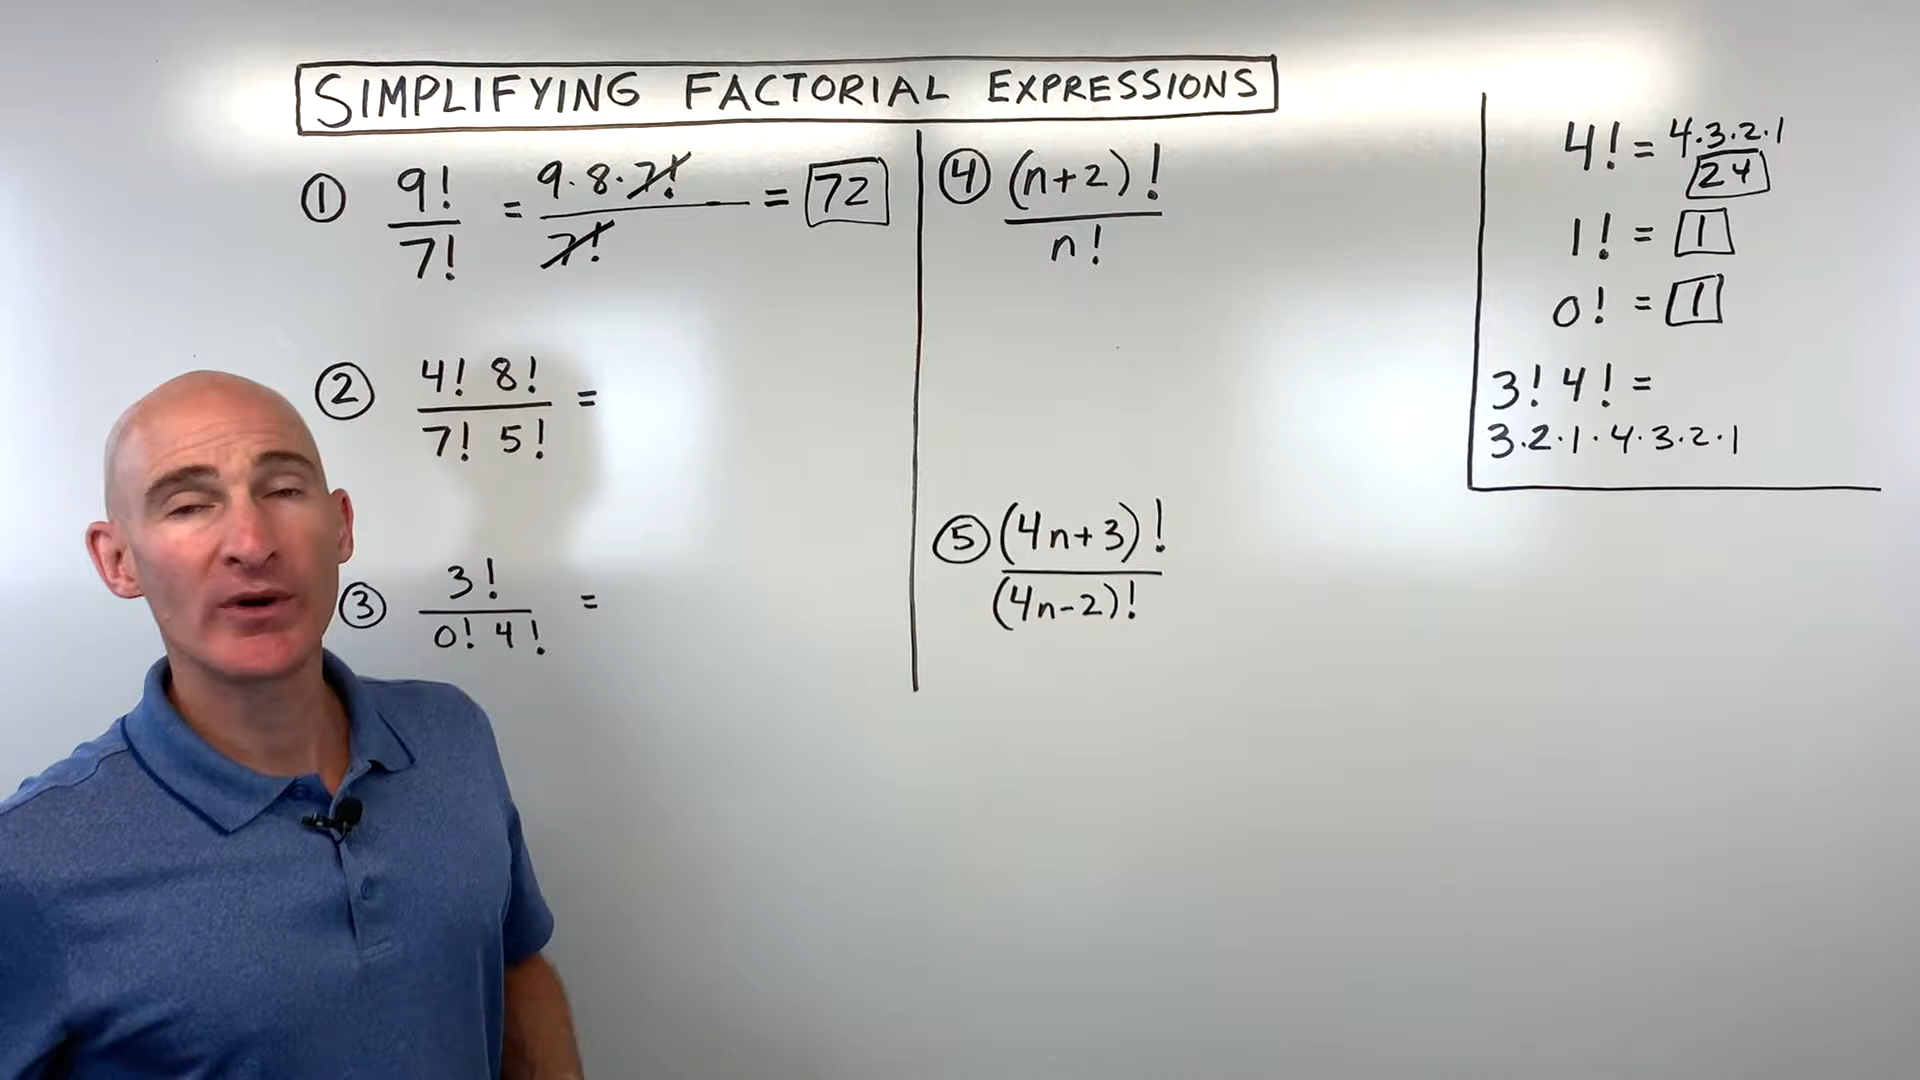 SIMPLIFYING FACTORIAL EXPRESSIONS
① 9!/7! = 9·8·7!/7! = 72
② 4! 8!/7! 5! =
③ 3!/0! 4! =
④ (n+2)!/n!
⑤ (4n+3)!/(4n-2)!
4! = 4·3·2·1
24
1! = 1
0! = 1
3! 4! =
3·2·1·4·3·2·1